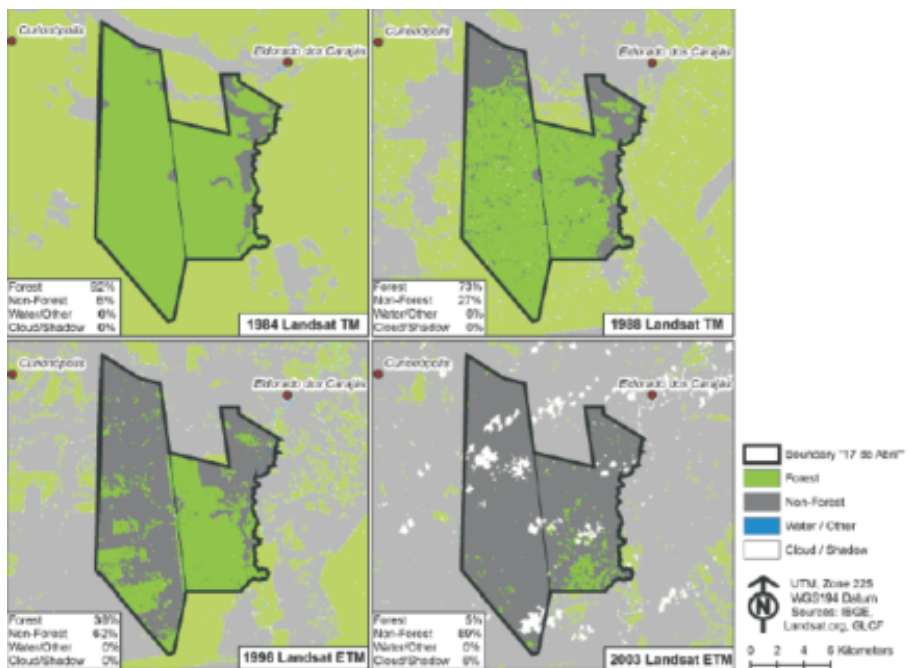 Curionópolis
Eldorado dos Carajás
Forest 92%
Non-Forest 8%
Water/Other 0%
Cloud/Shadow 0%
1984 Landsat TM
Curionópolis
Eldorado dos Carajás
Forest 73%
Non-Forest 27%
Water/Other 0%
Cloud/Shadow 0%
1988 Landsat TM
Curionópolis
Eldorado dos Carajás
Forest 38%
Non-Forest 62%
Water/Other 0%
Cloud/Shadow 0%
1996 Landsat ETM
Curionópolis
Eldorado dos Carajás
Forest 5%
Non-Forest 89%
Water/Other 0%
Cloud/Shadow 6%
2003 Landsat ETM
Boundary "17 de Abril"
Forest
Non-Forest
Water / Other
Cloud / Shadow
N
UTM, Zone 22S
WGS194 Datum
Sources: IBGE,
Landsat.org, GLCF
0 2 4 6 Kilometers